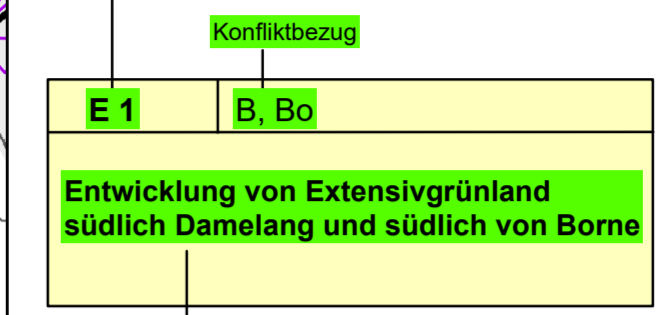 Konfliktbezug
E 1 B, Bo
Entwicklung von Extensivgrünland
südlich Damelang und südlich von Borne